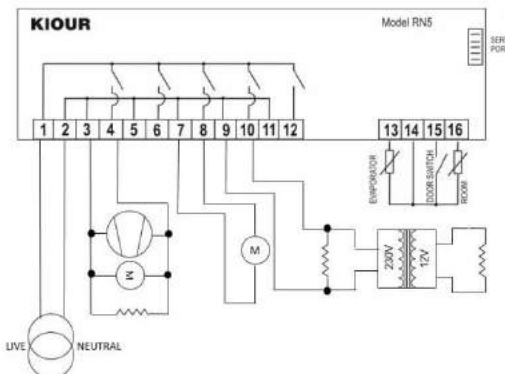 KIOUR
Model RN5
SER
POR
1 2 3 4 5 6 7 8 9 10 11 12
13 14 15 16
EVAPORATOR
DOOR SWITCH
ROOM
M
M
230V
12V
LIVE
NEUTRAL